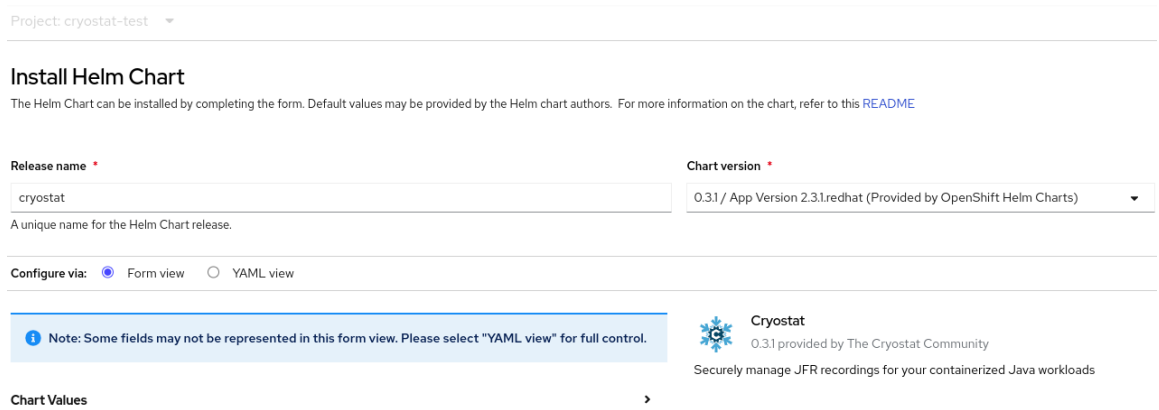 Project: cryostat-test
Install Helm Chart
The Helm Chart can be installed by completing the form. Default values may be provided by the Helm chart authors. For more information on the chart, refer to this README
Release name *
cryostat
A unique name for the Helm Chart release.
Chart version *
0.3.1 / App Version 2.3.1.redhat (Provided by OpenShift Helm Charts)
Configure via: Form view YAML view
Note: Some fields may not be represented in this form view. Please select "YAML view" for full control.
Chart Values
Cryostat
0.3.1 provided by The Cryostat Community
Securely manage JFR recordings for your containerized Java workloads